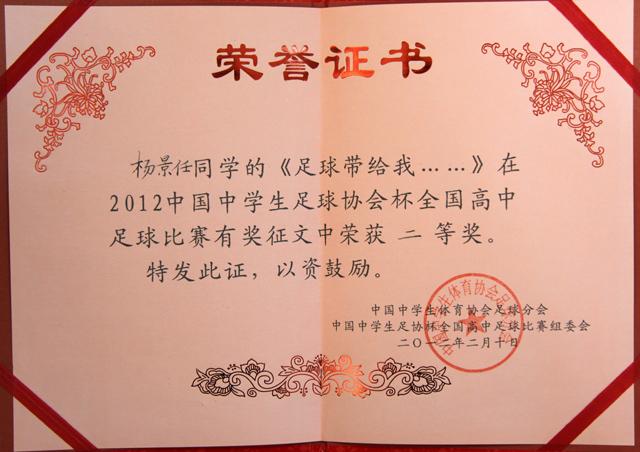 荣誉证书
杨景任同学的《足球带给我……》在
2012中国中学生足球协会杯全国高中
足球比赛有奖征文中荣获 二 等奖。
特发此证，以资鼓励。
中国中学生体育协会足球分会
中国中学生足协杯全国高中足球比赛组委会
二〇一二年二月十日